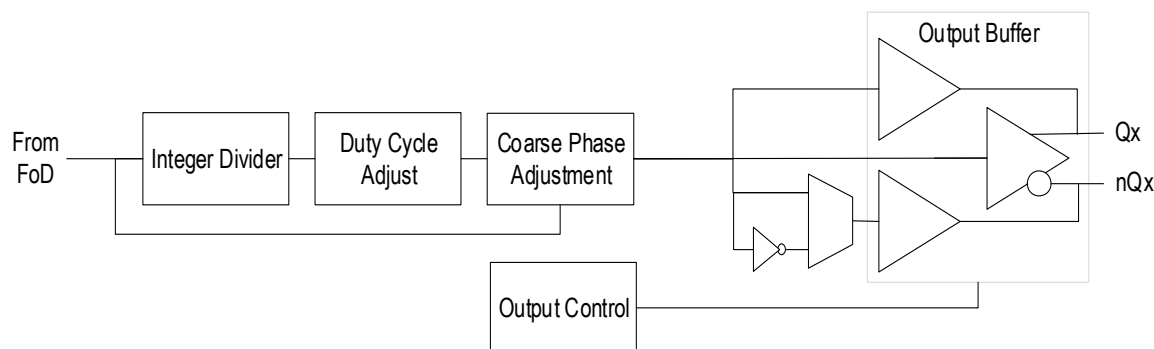 Output Buffer
From
FoD
Integer Divider
Duty Cycle
Adjust
Coarse Phase
Adjustment
Qx
nQx
Output Control